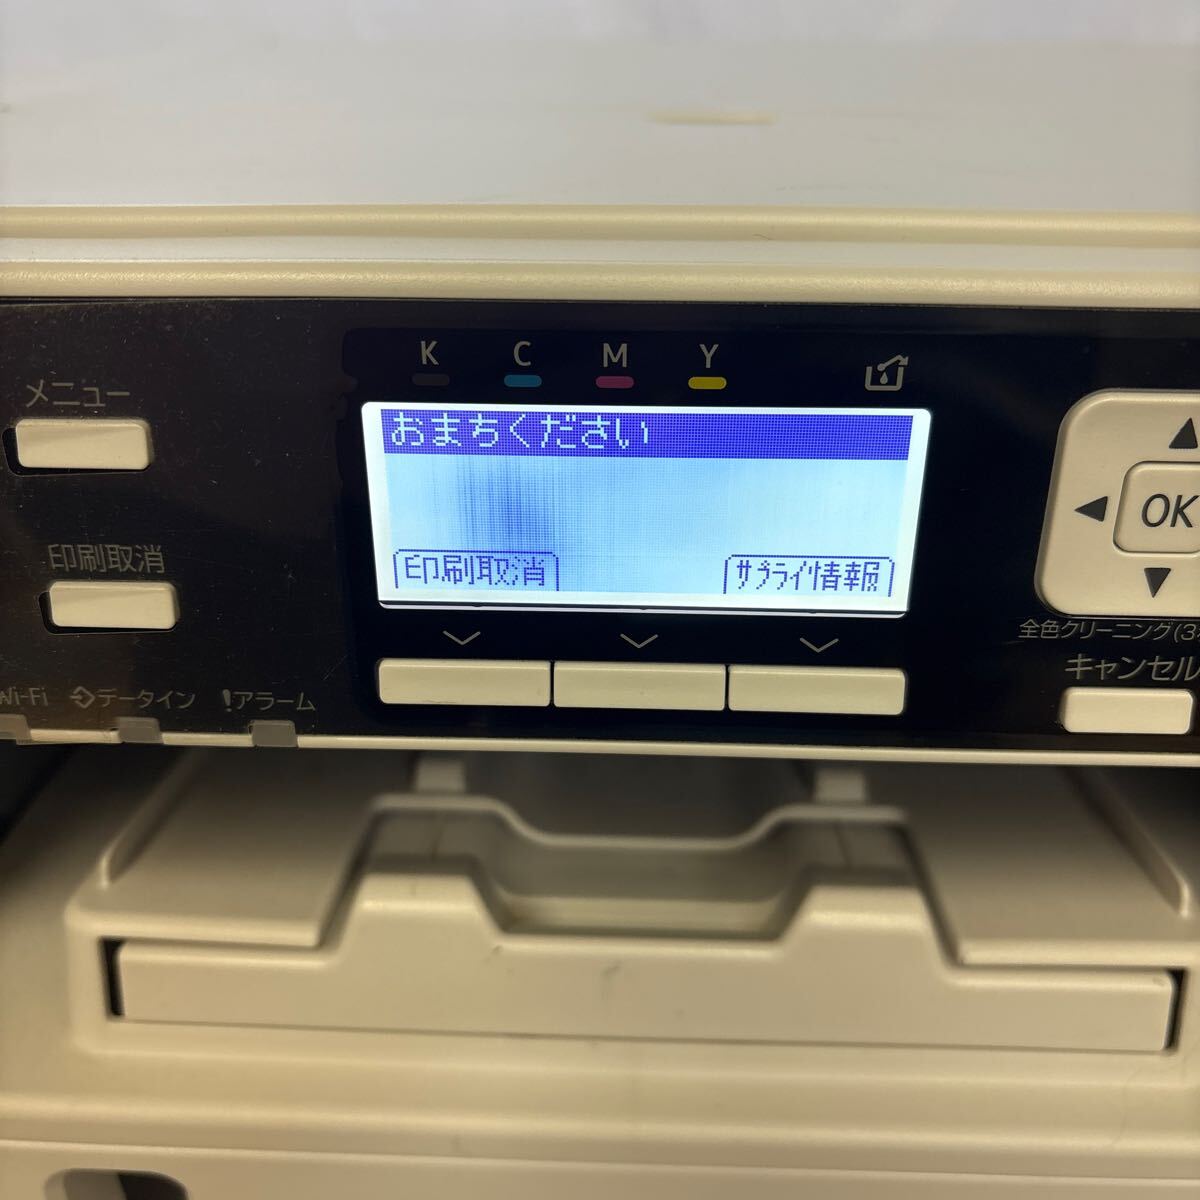 K C M Y
メニュー
おまちください
OK
印刷取消
印刷取消 サプライ情報
全色クリーニング(3
キャンセル
Wi-Fi データイン !アラーム